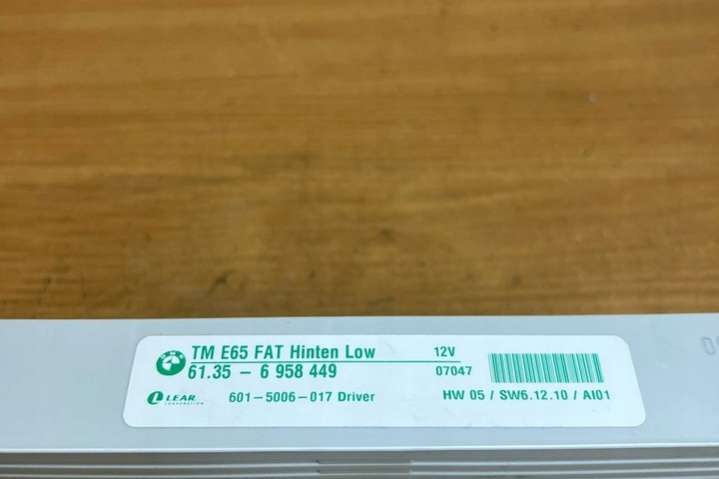 TM E65 FAT Hinten Low 12V
61.35 - 6 958 449 07047
LEAR CORPORATION 601-5006-017 Driver HW 05 / SW6.12.10 / AI01